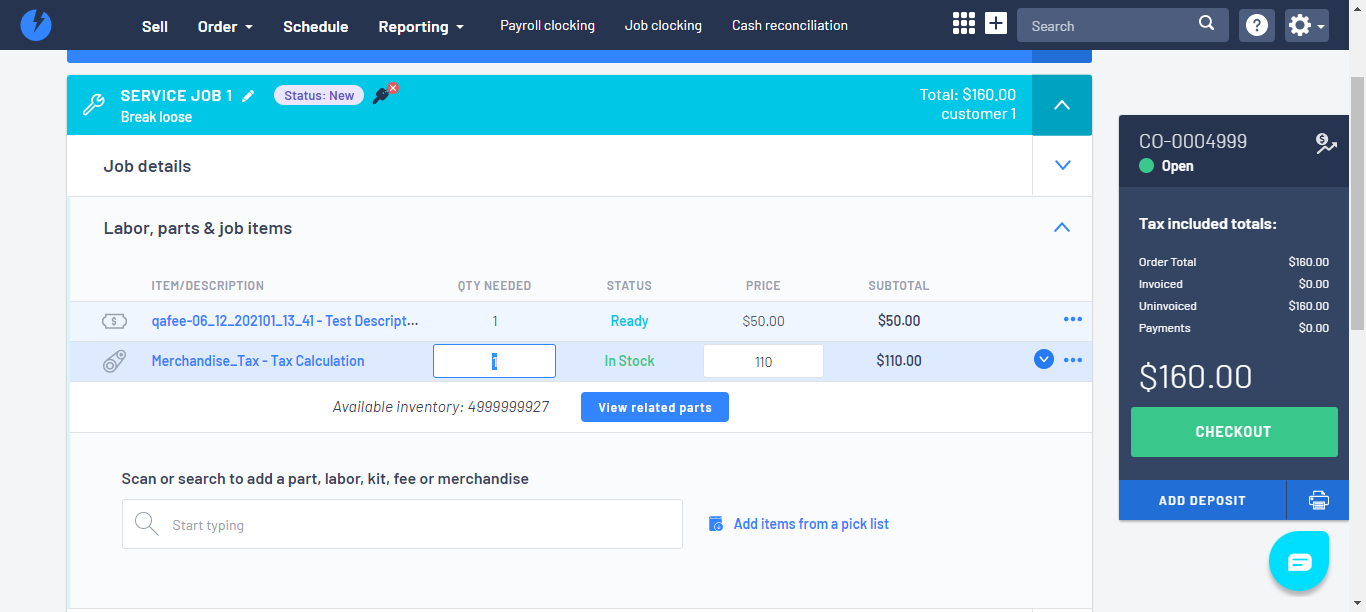 Sell Order Schedule Reporting Payroll clocking Job clocking Cash reconciliation Search
SERVICE JOB 1 Status: New Total: $160.00
Break loose customer 1
Job details
Labor, parts & job items
ITEM/DESCRIPTION QTY NEEDED STATUS PRICE SUBTOTAL
qafee-06_12_202101_13_41 - Test Descript... 1 Ready $50.00 $50.00
Merchandise_Tax - Tax Calculation 1 In Stock 110 $110.00
Available inventory: 4999999927 View related parts
Scan or search to add a part, labor, kit, fee or merchandise
Start typing Add items from a pick list
CO-0004999
Open
Tax included totals:
Order Total $160.00
Invoiced $0.00
Uninvoiced $160.00
Payments $0.00
$160.00
CHECKOUT
ADD DEPOSIT